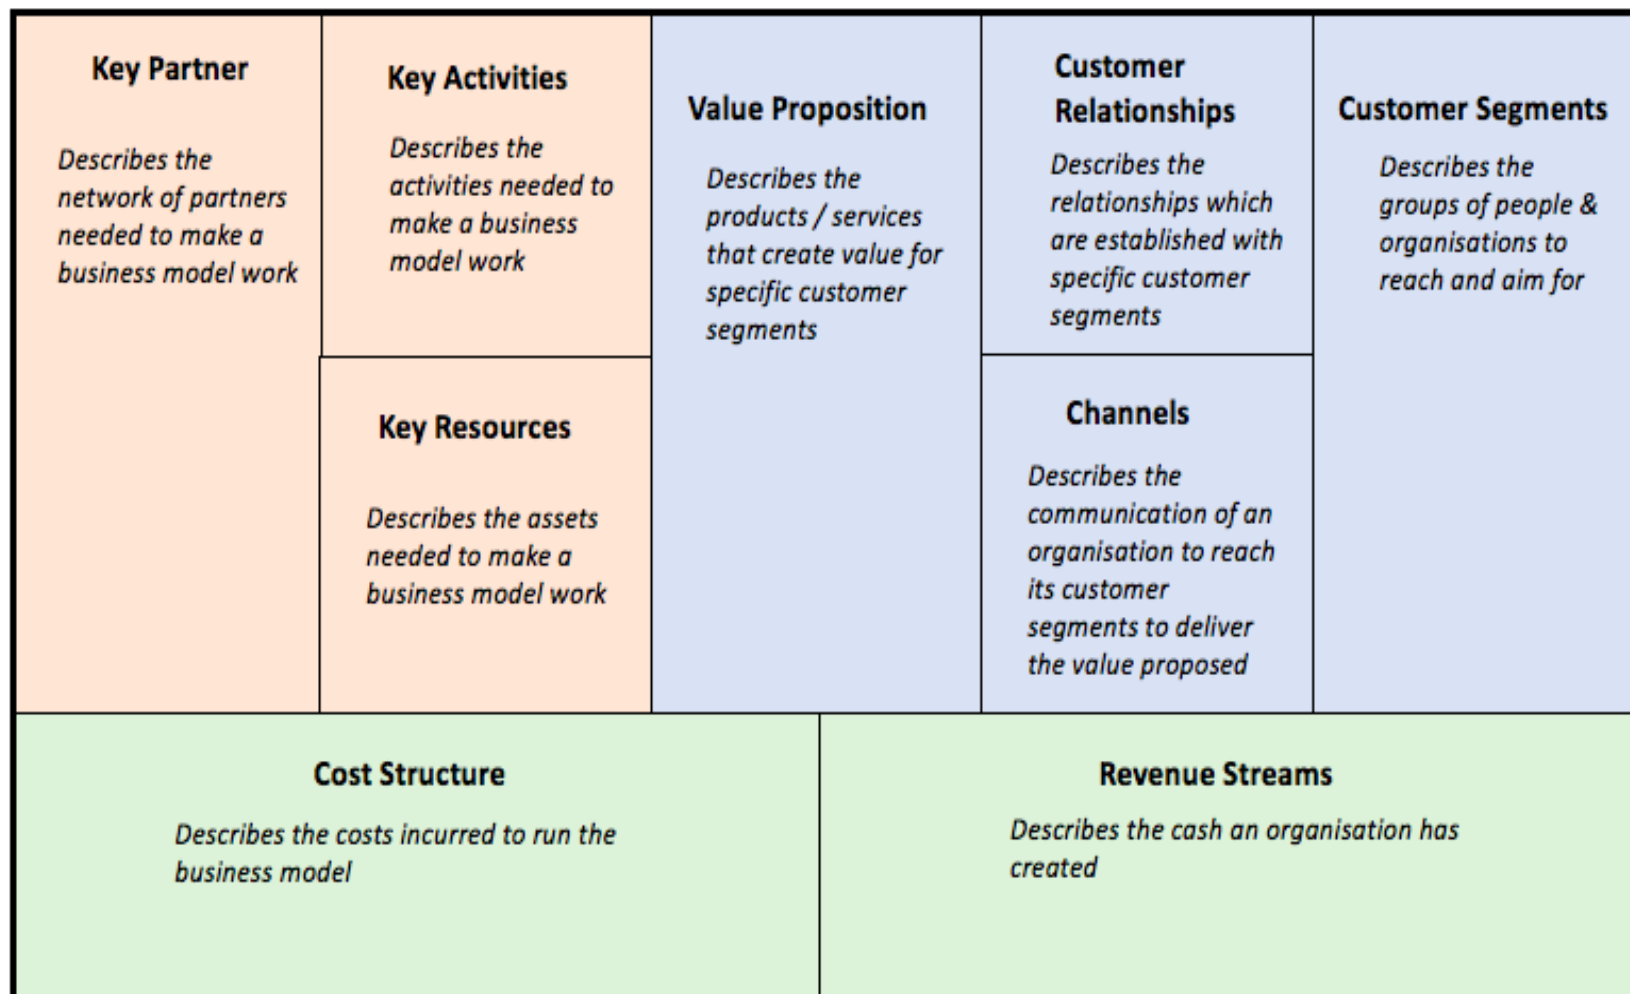 Key Partner
Describes the
network of partners
needed to make a
business model work
Key Activities
Describes the
activities needed to
make a business
model work
Key Resources
Describes the assets
needed to make a
business model work
Value Proposition
Describes the
products / services
that create value for
specific customer
segments
Customer
Relationships
Describes the
relationships which
are established with
specific customer
segments
Channels
Describes the
communication of an
organisation to reach
its customer
segments to deliver
the value proposed
Customer Segments
Describes the
groups of people &
organisations to
reach and aim for
Cost Structure
Describes the costs incurred to run the
business model
Revenue Streams
Describes the cash an organisation has
created